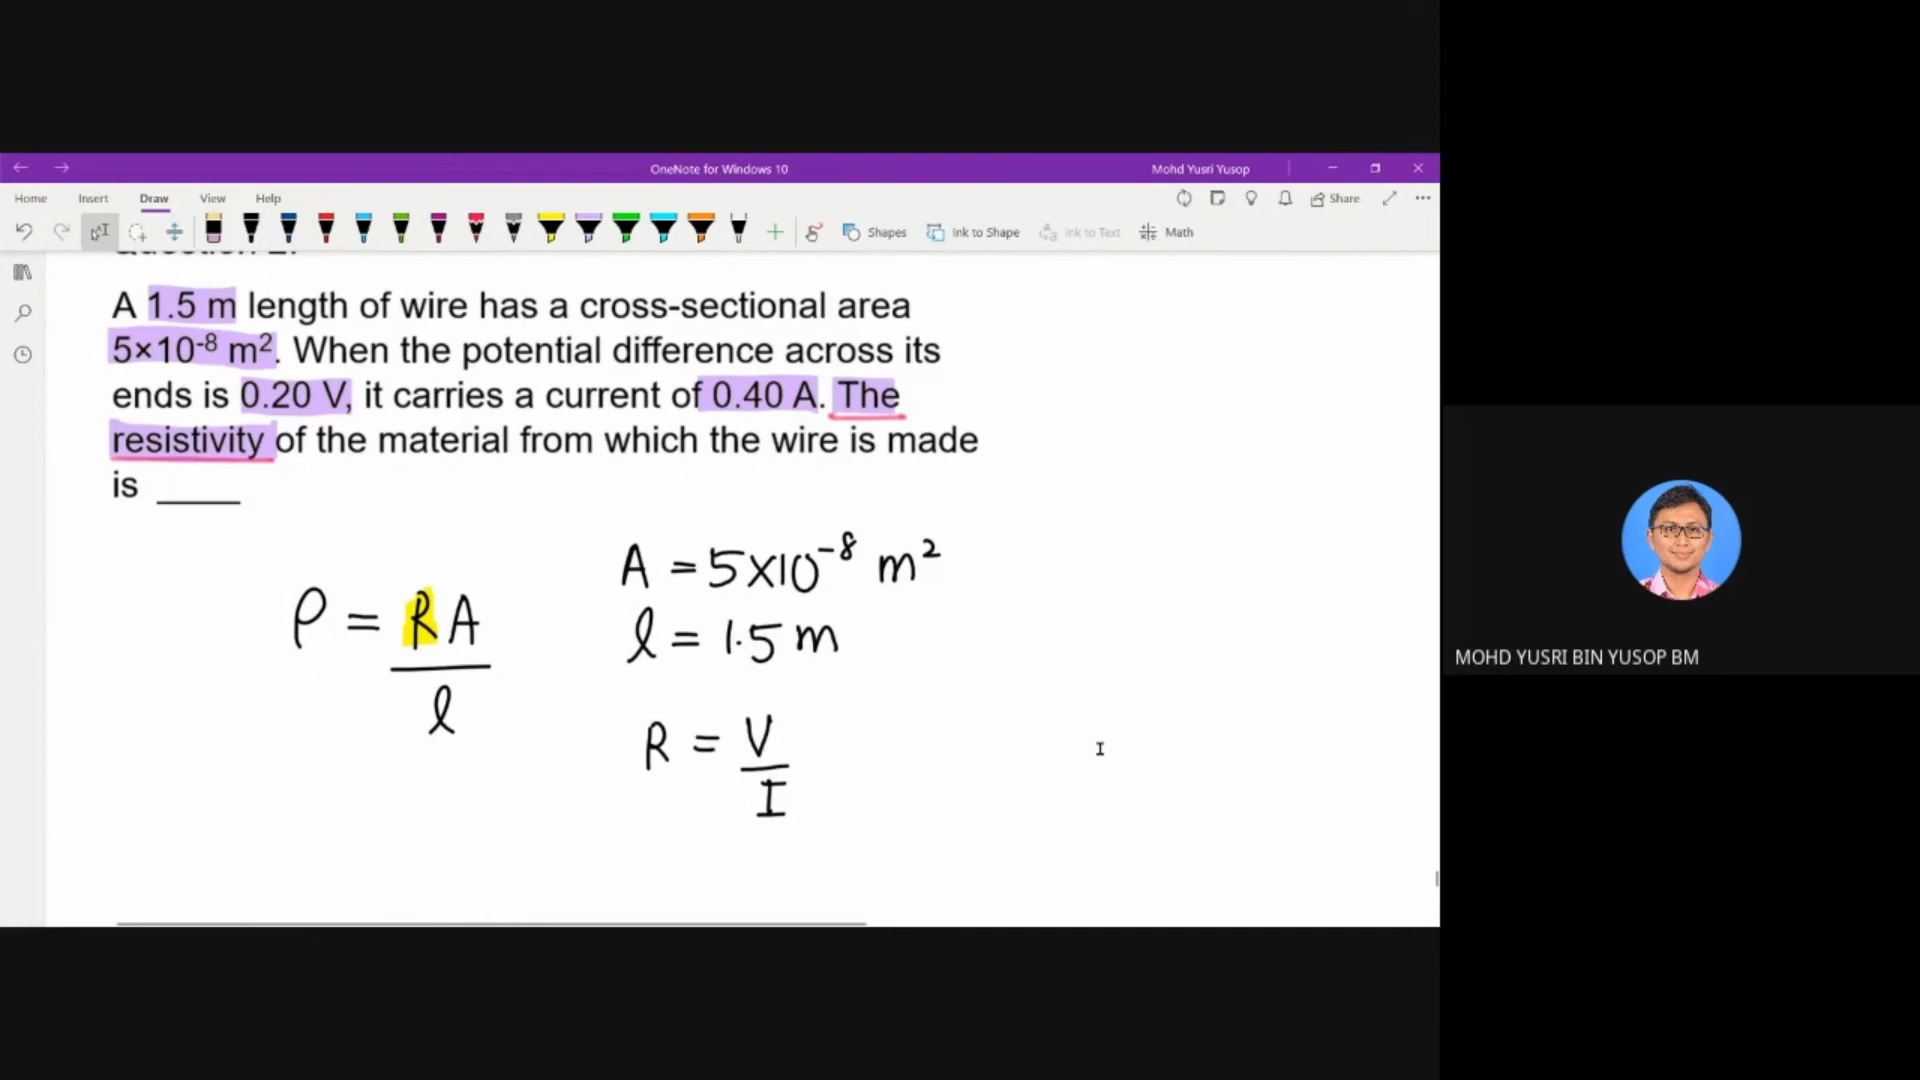 OneNote for Windows 10
Mohd Yusri Yusop
Home Insert Draw View Help
Share
Shapes Ink to Shape Ink to Text Math
A 1.5 m length of wire has a cross-sectional area
5×10⁻⁸ m². When the potential difference across its
ends is 0.20 V, it carries a current of 0.40 A. The
resistivity of the material from which the wire is made
is _____
A = 5×10⁻⁸ m²
ρ = RA
l
l = 1.5 m
R = V
I
MOHD YUSRI BIN YUSOP BM